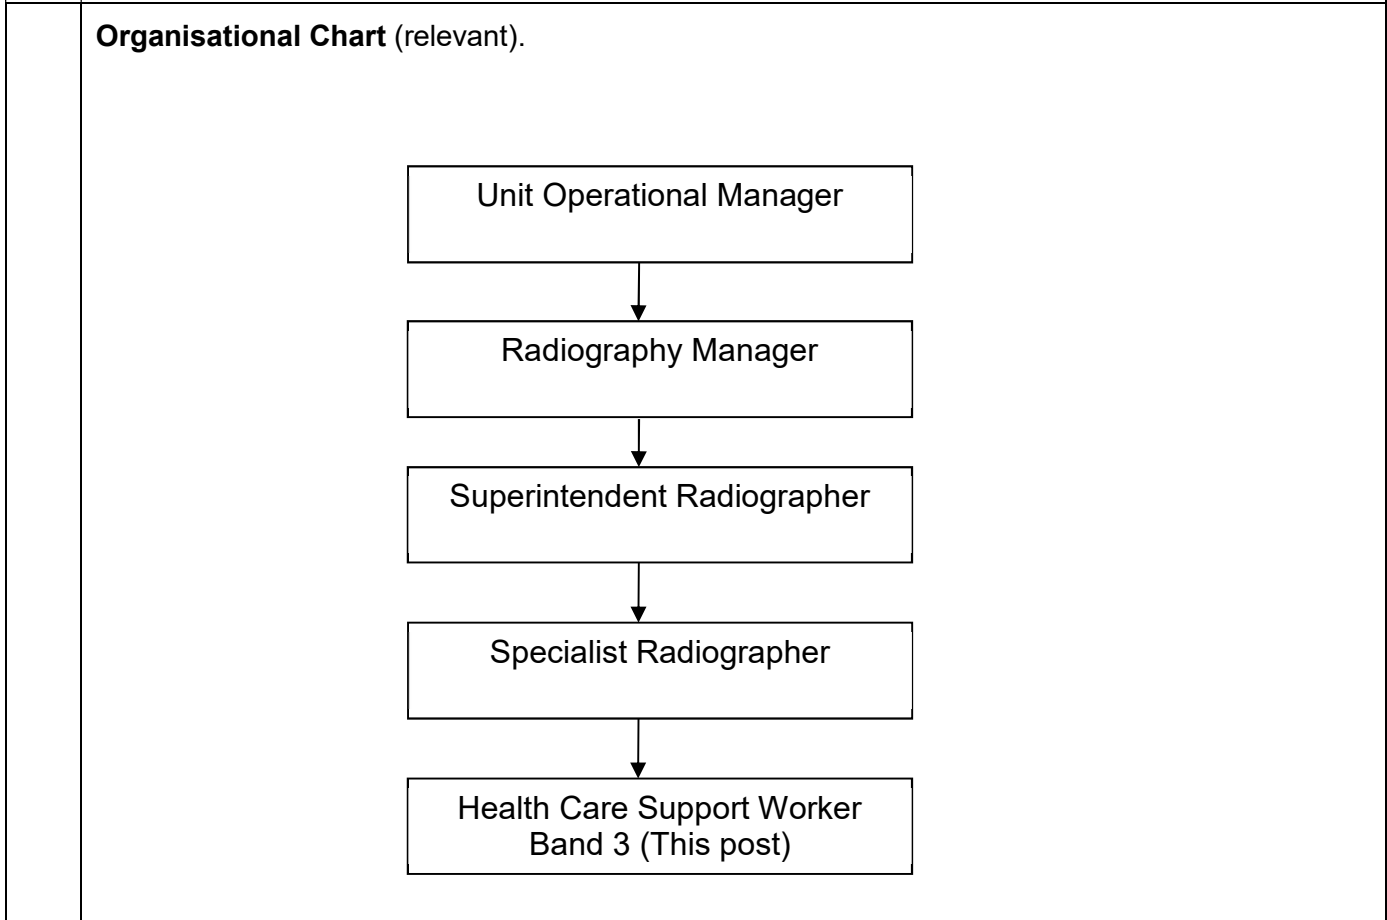 Organisational Chart (relevant).
Unit Operational Manager
Radiography Manager
Superintendent Radiographer
Specialist Radiographer
Health Care Support Worker
Band 3 (This post)